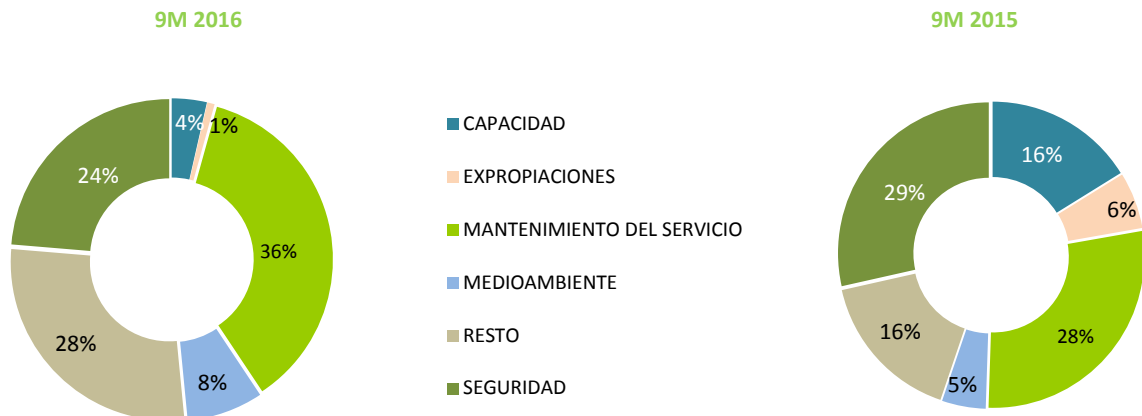 9M 2016
4%
1%
36%
8%
28%
24%
CAPACIDAD
EXPROPIACIONES
MANTENIMIENTO DEL SERVICIO
MEDIOAMBIENTE
RESTO
SEGURIDAD
9M 2015
16%
6%
28%
5%
16%
29%